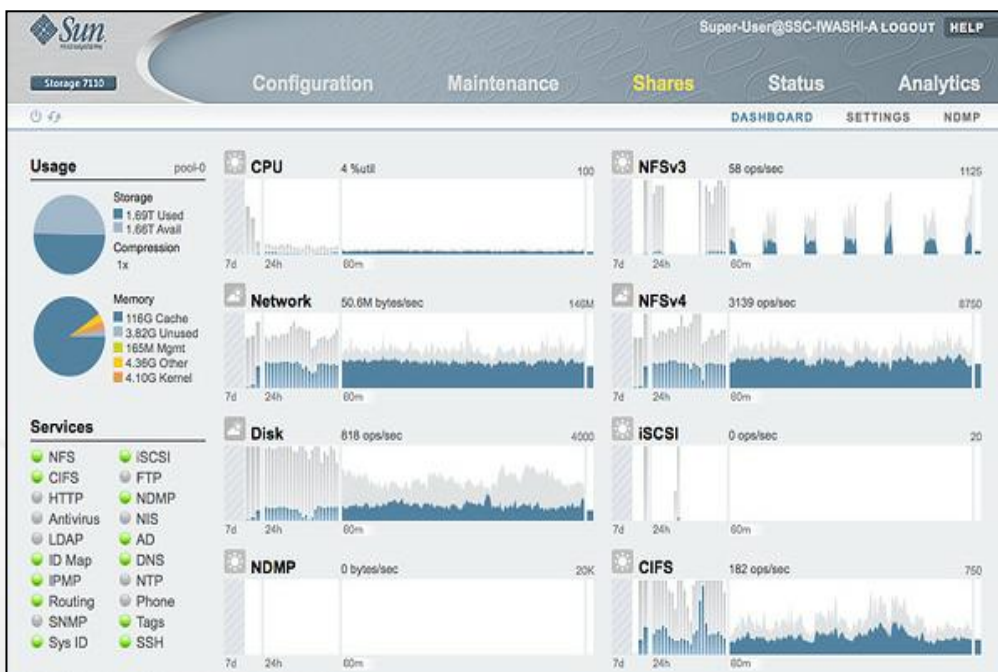 Sun
microsystems
Super-User@SSC-IWASHI-A LOGOUT HELP
Storage 7110
Configuration Maintenance Shares Status Analytics
DASHBOARD SETTINGS NDMP
Usage pool-0
Storage
1.69T Used
1.66T Avail
Compression
1x
Memory
116G Cache
3.82G Unused
165M Mgmt
4.36G Other
4.10G Kernel
Services
NFS iSCSI
CIFS FTP
HTTP NDMP
Antivirus NIS
LDAP AD
ID Map DNS
IPMP NTP
Routing Phone
SNMP Tags
Sys ID SSH
CPU 4 %util 100
7d 24h 60m
NFSv3 58 ops/sec 1125
7d 24h 60m
Network 50.6M bytes/sec 146M
7d 24h 60m
NFSv4 3139 ops/sec 8750
7d 24h 60m
Disk 818 ops/sec 4000
7d 24h 60m
iSCSI 0 ops/sec 20
7d 24h 60m
NDMP 0 bytes/sec 20K
7d 24h 60m
CIFS 182 ops/sec 750
7d 24h 60m